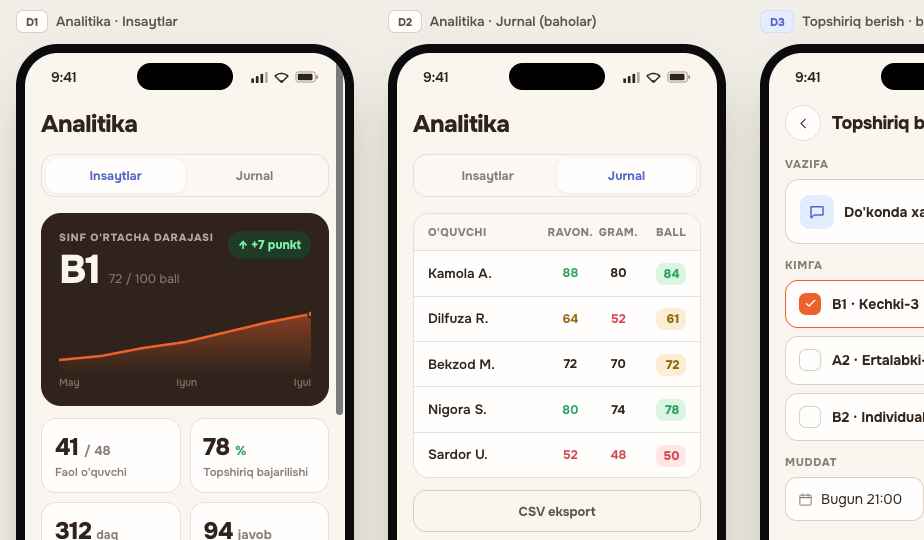 D1 Analitika · Insaytlar
9:41
Analitika
Insaytlar Jurnal
SINF O'RTACHA DARAJASI
↑ +7 punkt
B1 72 / 100 ball
May Iyun Iyul
41 / 48
Faol o'quvchi
78 %
Topshiriq bajarilishi
312 daq
94 javob
D2 Analitika · Jurnal (baholar)
9:41
Analitika
Insaytlar Jurnal
O'QUVCHI RAVON. GRAM. BALL
Kamola A. 88 80 84
Dilfuza R. 64 52 61
Bekzod M. 72 70 72
Nigora S. 80 74 78
Sardor U. 52 48 50
CSV eksport
D3 Topshiriq berish · b
9:41
Topshiriq b
VAZIFA
Do'konda xa
KIMГA
B1 · Kechki-3
A2 · Ertalabki-
B2 · Individual
MUDDAT
Bugun 21:00